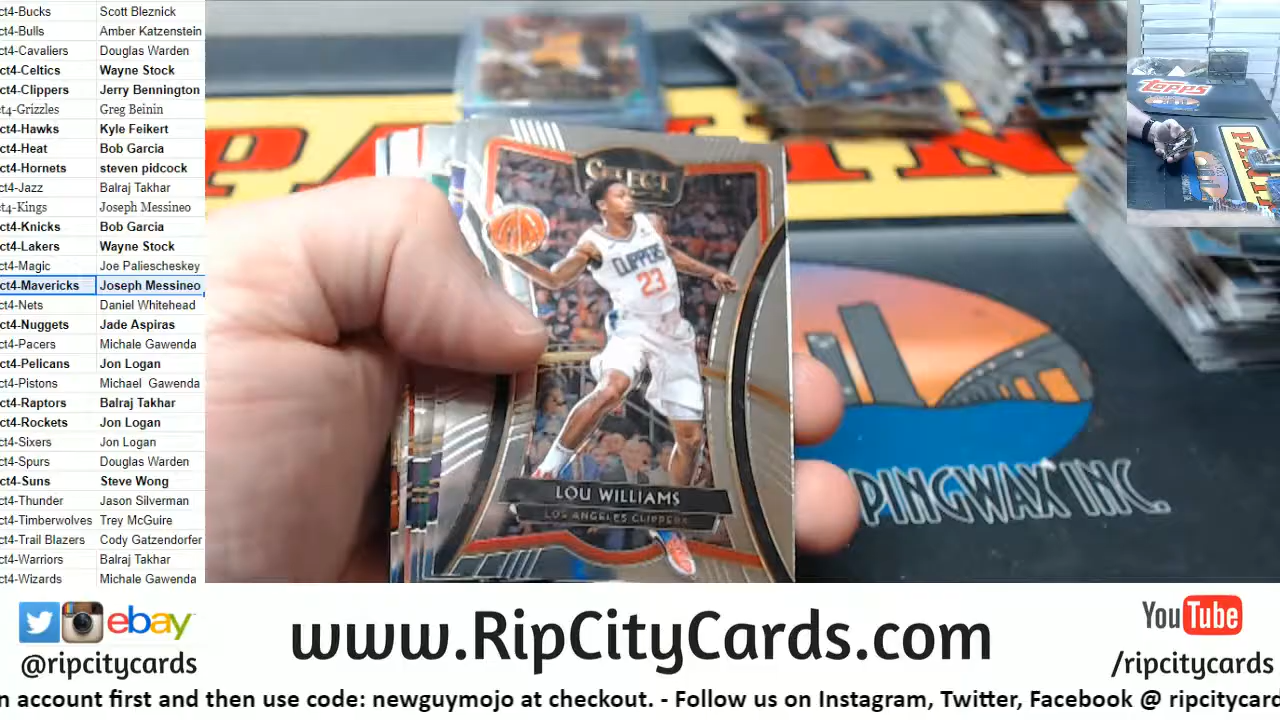 ct4-Bucks Scott Bleznick
ct4-Bulls Amber Katzenstein
ct4-Cavaliers Douglas Warden
ct4-Celtics Wayne Stock
ct4-Clippers Jerry Bennington
ct4-Grizzles Greg Beinin
ct4-Hawks Kyle Feikert
ct4-Heat Bob Garcia
ct4-Hornets steven pidcock
ct4-Jazz Balraj Takhar
ct4-Kings Joseph Messineo
ct4-Knicks Bob Garcia
ct4-Lakers Wayne Stock
ct4-Magic Joe Paliescheskey
ct4-Mavericks Joseph Messineo
ct4-Nets Daniel Whitehead
ct4-Nuggets Jade Aspiras
ct4-Pacers Michale Gawenda
ct4-Pelicans Jon Logan
ct4-Pistons Michael Gawenda
ct4-Raptors Balraj Takhar
ct4-Rockets Jon Logan
ct4-Sixers Jon Logan
ct4-Spurs Douglas Warden
ct4-Suns Steve Wong
ct4-Thunder Jason Silverman
ct4-Timberwolves Trey McGuire
ct4-Trail Blazers Cody Gatzendorfer
ct4-Warriors Balraj Takhar
ct4-Wizards Michale Gawenda
SELECT
CLIPPERS
23
LOU WILLIAMS
LOS ANGELES CLIPPERS
PINGWAX INC.
Topps
ebay
@ripcitycards
www.RipCityCards.com
YouTube
/ripcitycards
n account first and then use code: newguymojo at checkout. - Follow us on Instagram, Twitter, Facebook @ ripcitycard